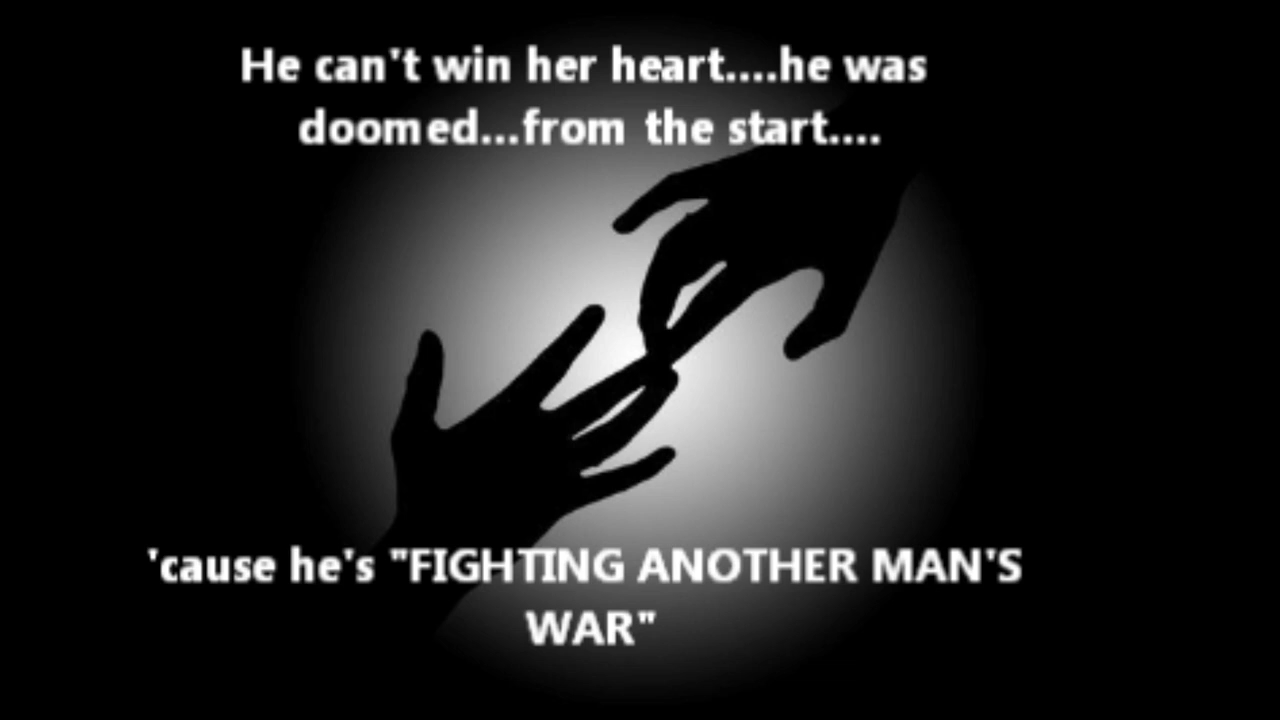 He can't win her heart....he was
doomed...from the start....
'cause he's "FIGHTING ANOTHER MAN'S
WAR"